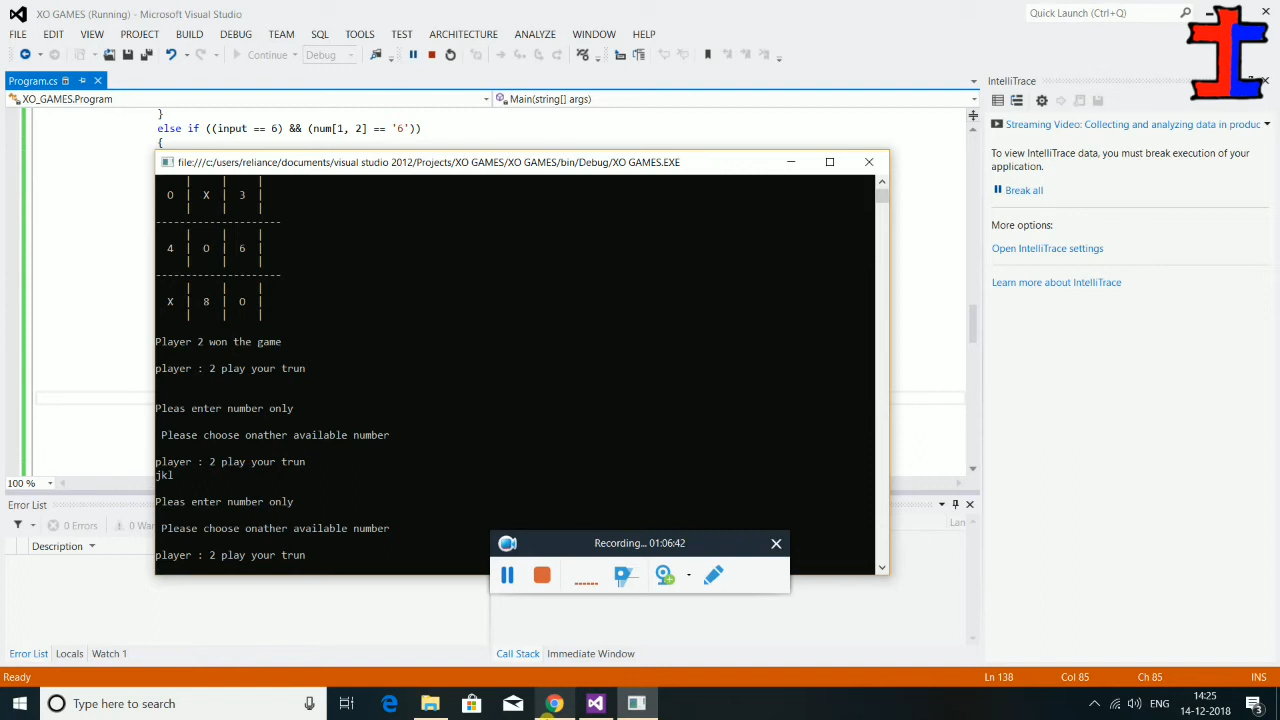 XO GAMES (Running) - Microsoft Visual Studio
Quick Launch (Ctrl+Q)
FILE EDIT VIEW PROJECT BUILD DEBUG TEAM SQL TOOLS TEST ARCHITECTURE ANALYZE WINDOW HELP
Continue Debug
Program.cs
IntelliTrace
XO_GAMES.Program
Main(string[] args)
}
else if ((input == 6) && (num[1, 2] == '6'))
{
Streaming Video: Collecting and analyzing data in produc
To view IntelliTrace data, you must break execution of your
application.
Break all
More options:
Open IntelliTrace settings
Learn more about IntelliTrace
file:///c:/users/reliance/documents/visual studio 2012/Projects/XO GAMES/XO GAMES/bin/Debug/XO GAMES.EXE
| | |
O | X | 3 |
| | |
---------------------
| | |
4 | O | 6 |
| | |
---------------------
| | |
X | 8 | O |
| | |
Player 2 won the game
player : 2 play your trun
Pleas enter number only
Please choose onather available number
player : 2 play your trun
jkl
Pleas enter number only
Please choose onather available number
player : 2 play your trun
100 %
Error List
0 Errors
0 War
Lan
Description
Recording... 01:06:42
Error List Locals Watch 1
Call Stack Immediate Window
Ready
Ln 138 Col 85 Ch 85 INS
Type here to search
ENG
14:25
14-12-2018
3